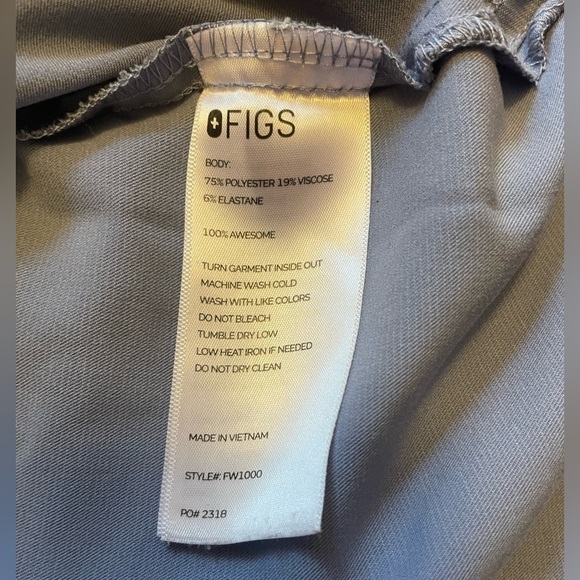 FIGS
BODY:
75% POLYESTER 19% VISCOSE
6% ELASTANE
100% AWESOME
TURN GARMENT INSIDE OUT
MACHINE WASH COLD
WASH WITH LIKE COLORS
DO NOT BLEACH
TUMBLE DRY LOW
LOW HEAT IRON IF NEEDED
DO NOT DRY CLEAN
MADE IN VIETNAM
STYLE#: FW1000
PO# 2318